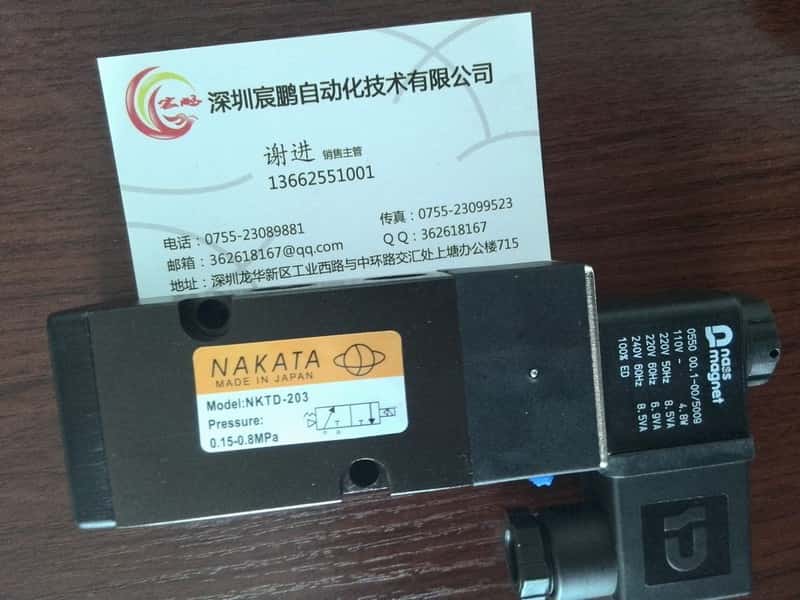 宸鹏
深圳宸鹏自动化技术有限公司
谢进 销售主管
13662551001
电话：0755-23089881
传真：0755-23099523
邮箱：362618167@qq.com
QQ：362618167
地址：深圳龙华新区工业西路与中环路交汇处上塘办公楼715
NAKATA
MADE IN JAPAN
Model:NKTD-203
Pressure:
0.15-0.8MPa
nass
magnet
0550 00.1-00/5009
110V - 4.8W
220V 50Hz 8.5VA
220V 60Hz 6.9VA
240V 60Hz 8.5VA
100% ED